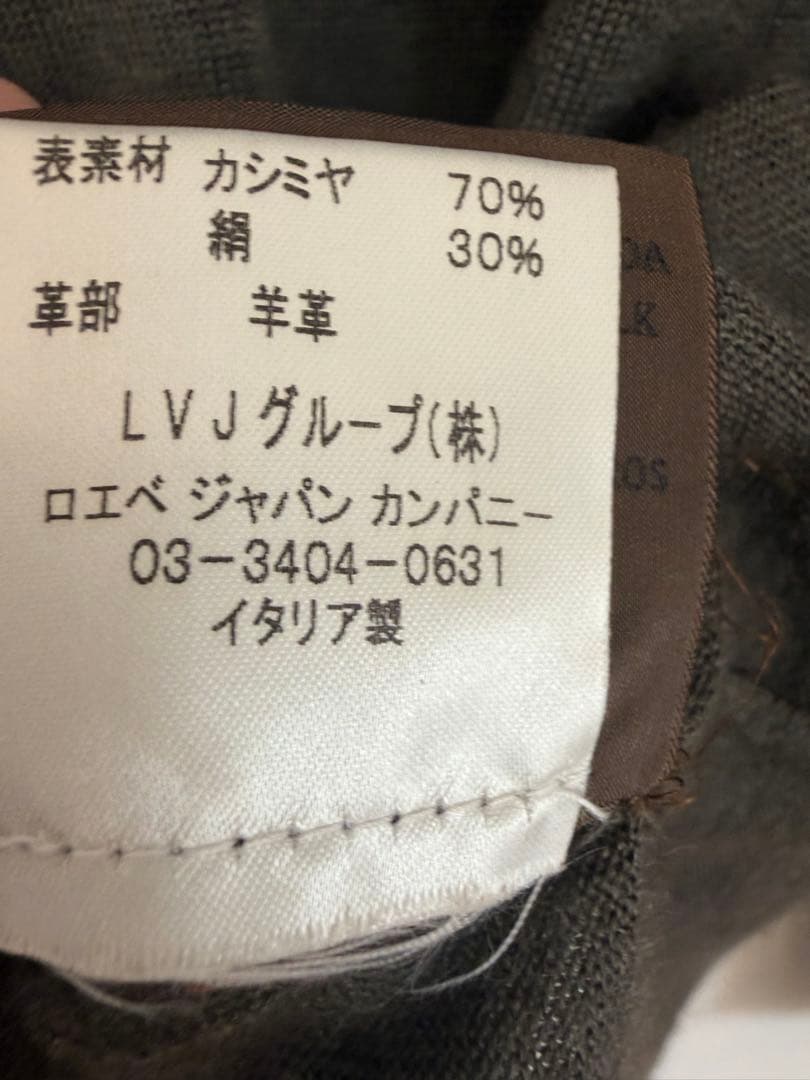 表素材 カシミヤ 70%
絹 30%
革部 羊革
LVJグループ(株)
ロエベ ジャパン カンパニー
03-3404-0631
イタリア製